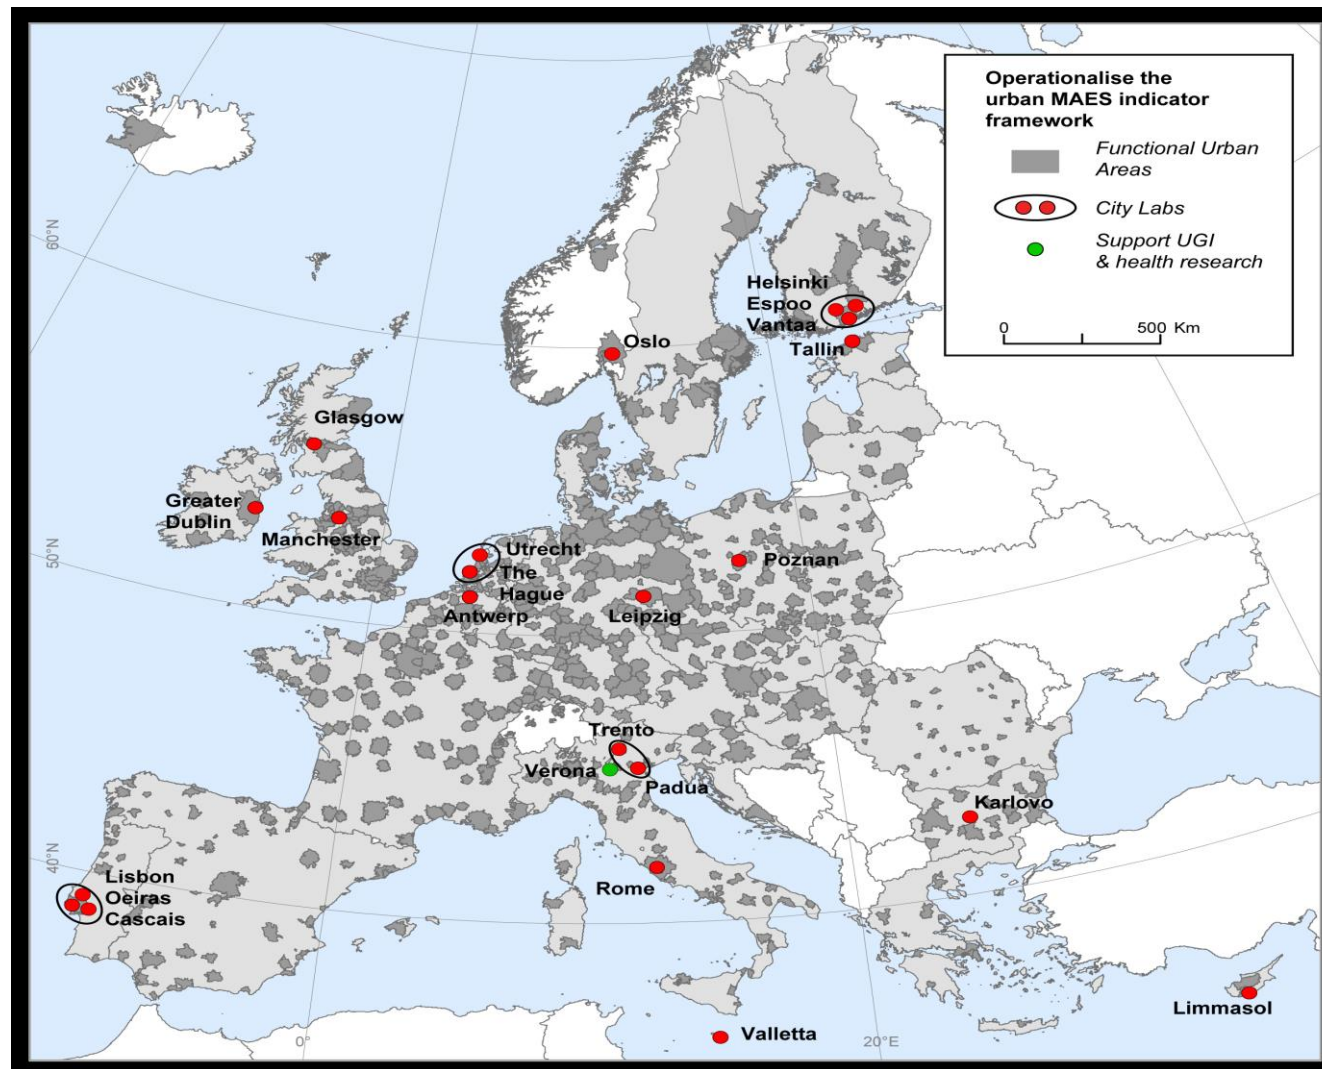 Operationalise the
urban MAES indicator
framework
Functional Urban
Areas
City Labs
Support UGI
& health research
0 500 Km
60°N
50°N
40°N
0°
20°E
Helsinki
Espoo
Vantaa
Tallin
Oslo
Glasgow
Greater
Dublin
Manchester
Utrecht
The
Hague
Antwerp
Leipzig
Poznan
Trento
Verona
Padua
Karlovo
Lisbon
Oeiras
Cascais
Rome
Limmasol
Valletta